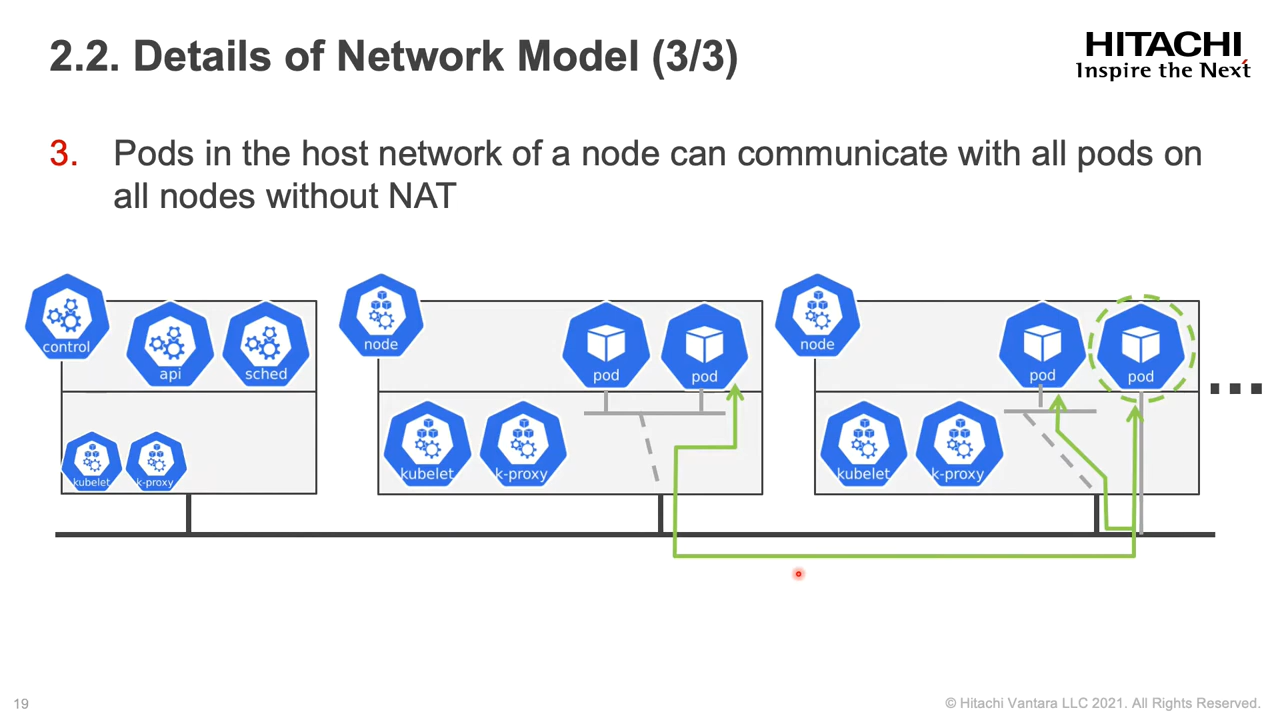 2.2. Details of Network Model (3/3)
HITACHI
Inspire the Next
3. Pods in the host network of a node can communicate with all pods on
all nodes without NAT
control
api
sched
node
pod
pod
node
pod
pod
kubelet
k-proxy
kubelet
k-proxy
kubelet
k-proxy
19
© Hitachi Vantara LLC 2021. All Rights Reserved.